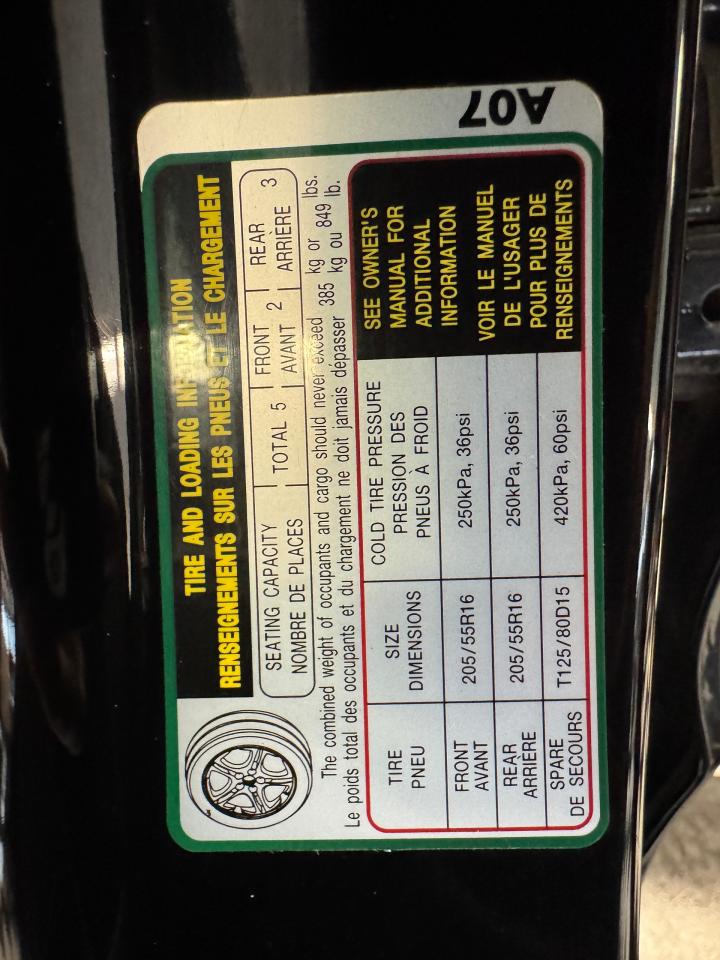 A07
TIRE AND LOADING INFORMATION
RENSEIGNEMENTS SUR LES PNEUS ET LE CHARGEMENT
SEATING CAPACITY
NOMBRE DE PLACES
TOTAL 5
FRONT
AVANT
2
REAR
ARRIÈRE
3
The combined weight of occupants and cargo should never exceed 385 kg or lbs.
Le poids total des occupants et du chargement ne doit jamais dépasser kg ou 849 lb.
TIRE
PNEU
SIZE
DIMENSIONS
COLD TIRE PRESSURE
PRESSION DES
PNEUS À FROID
FRONT
AVANT
205/55R16
250kPa, 36psi
REAR
ARRIÈRE
205/55R16
250kPa, 36psi
SPARE
DE SECOURS
T125/80D15
420kPa, 60psi
SEE OWNER'S
MANUAL FOR
ADDITIONAL
INFORMATION
VOIR LE MANUEL
DE L'USAGER
POUR PLUS DE
RENSEIGNEMENTS